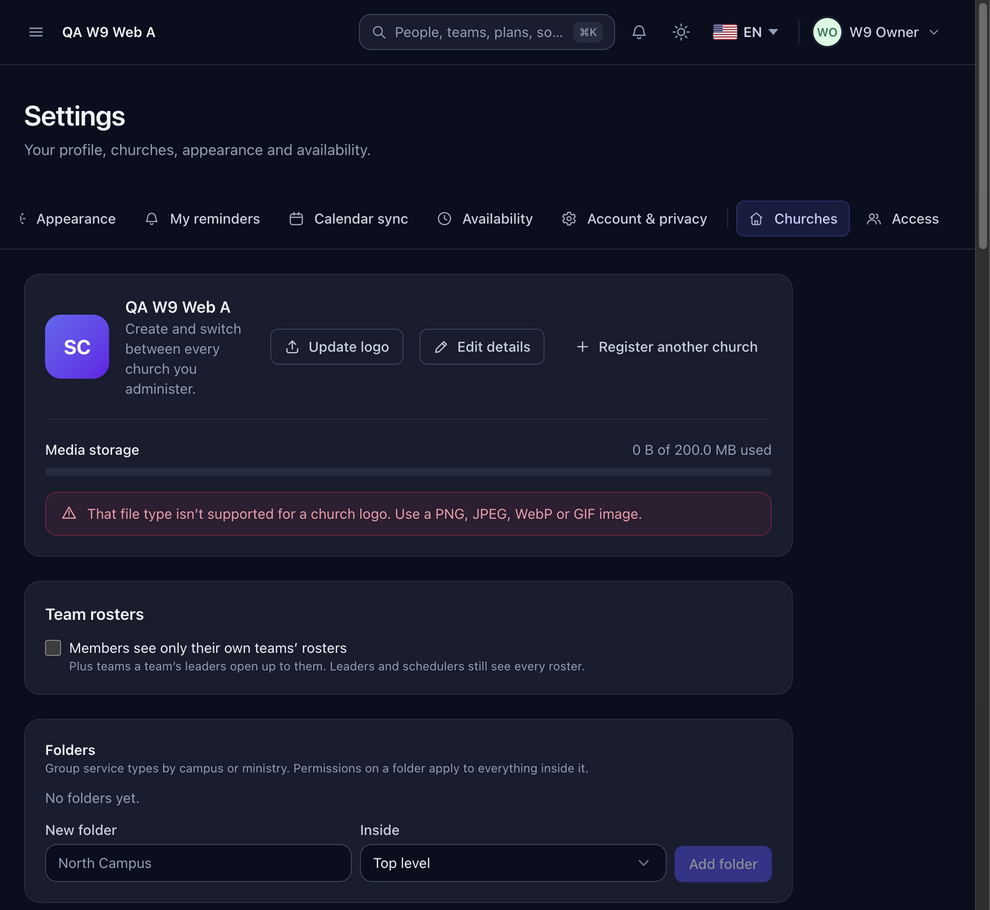 QA W9 Web A
People, teams, plans, so...
⌘K
EN
WO
W9 Owner
Settings
Your profile, churches, appearance and availability.
Appearance
My reminders
Calendar sync
Availability
Account & privacy
Churches
Access
SC
QA W9 Web A
Create and switch
between every
church you
administer.
Update logo
Edit details
Register another church
Media storage
0 B of 200.0 MB used
That file type isn’t supported for a church logo. Use a PNG, JPEG, WebP or GIF image.
Team rosters
Members see only their own teams’ rosters
Plus teams a team’s leaders open up to them. Leaders and schedulers still see every roster.
Folders
Group service types by campus or ministry. Permissions on a folder apply to everything inside it.
No folders yet.
New folder
Inside
North Campus
Top level
Add folder